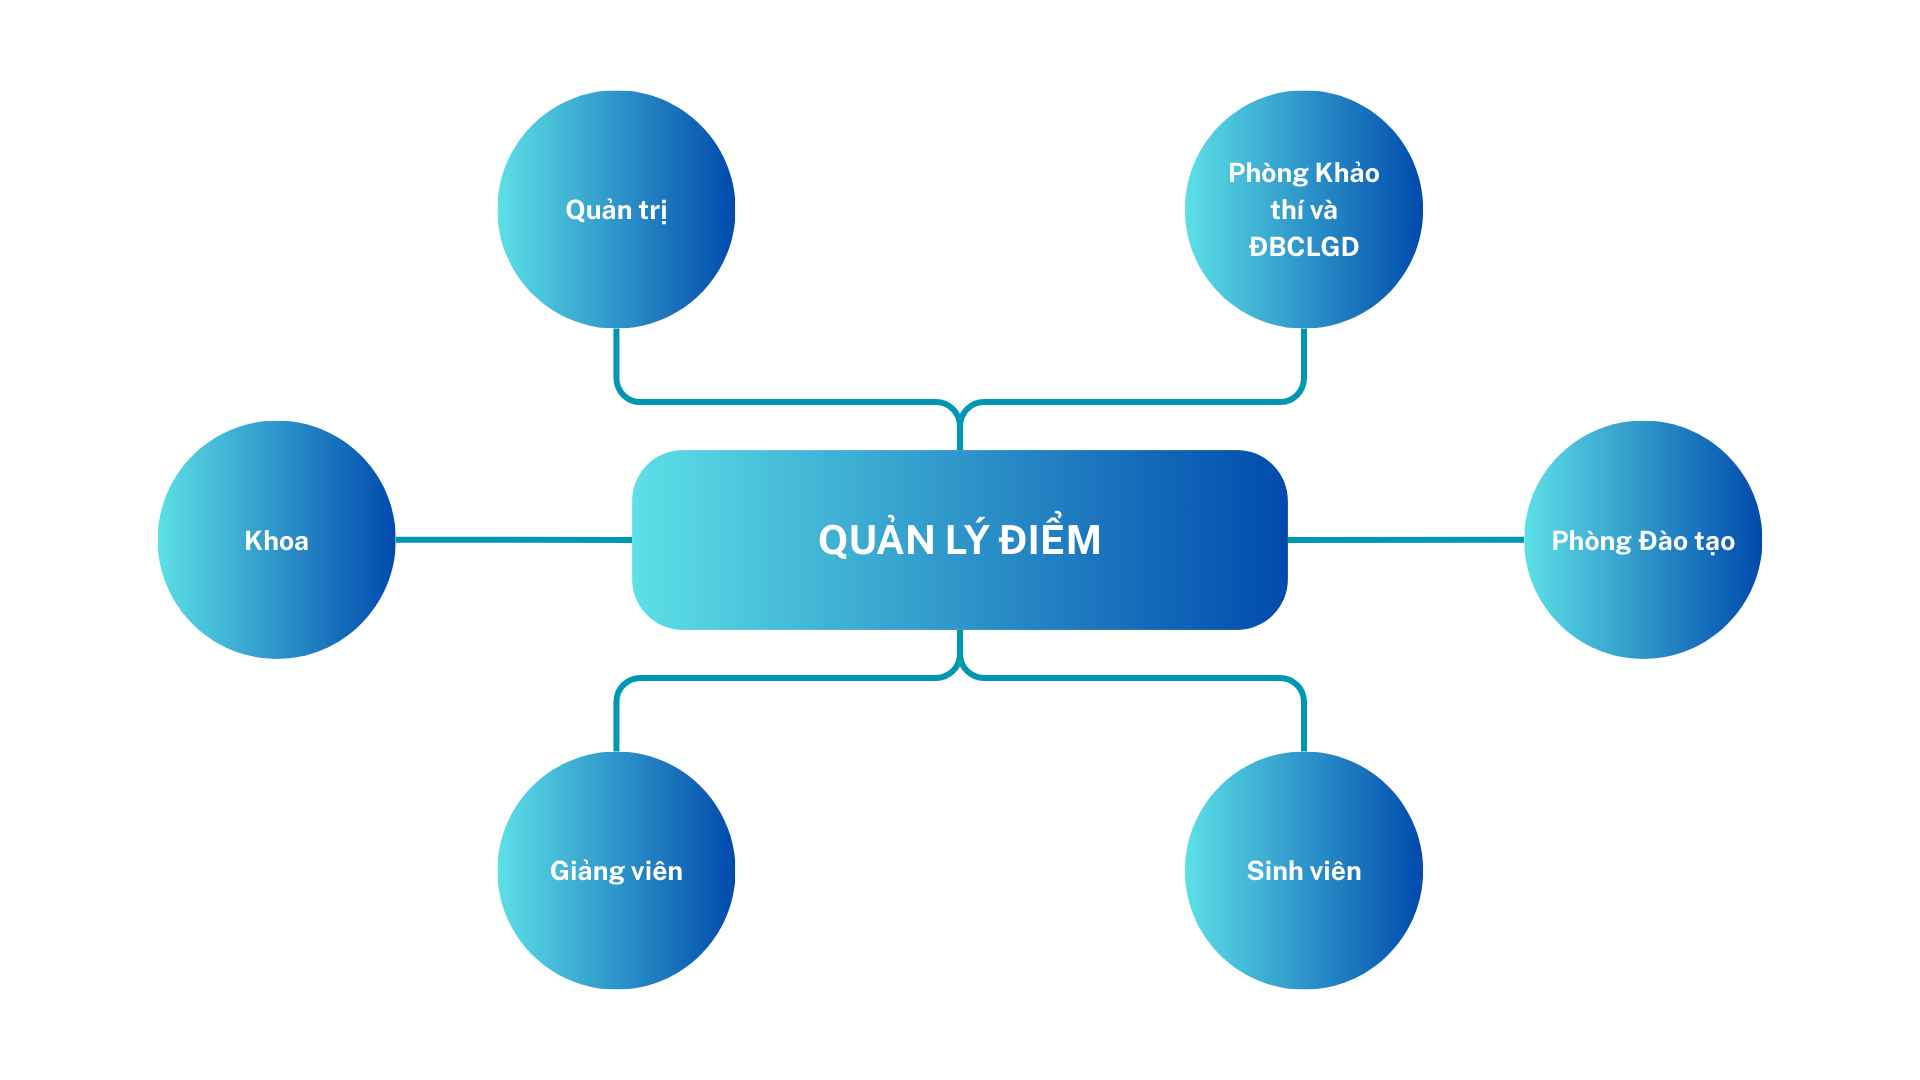 Quản trị
Phòng Khảo
thí và
ĐBCLGD
Khoa
QUẢN LÝ ĐIỂM
Phòng Đào tạo
Giảng viên
Sinh viên